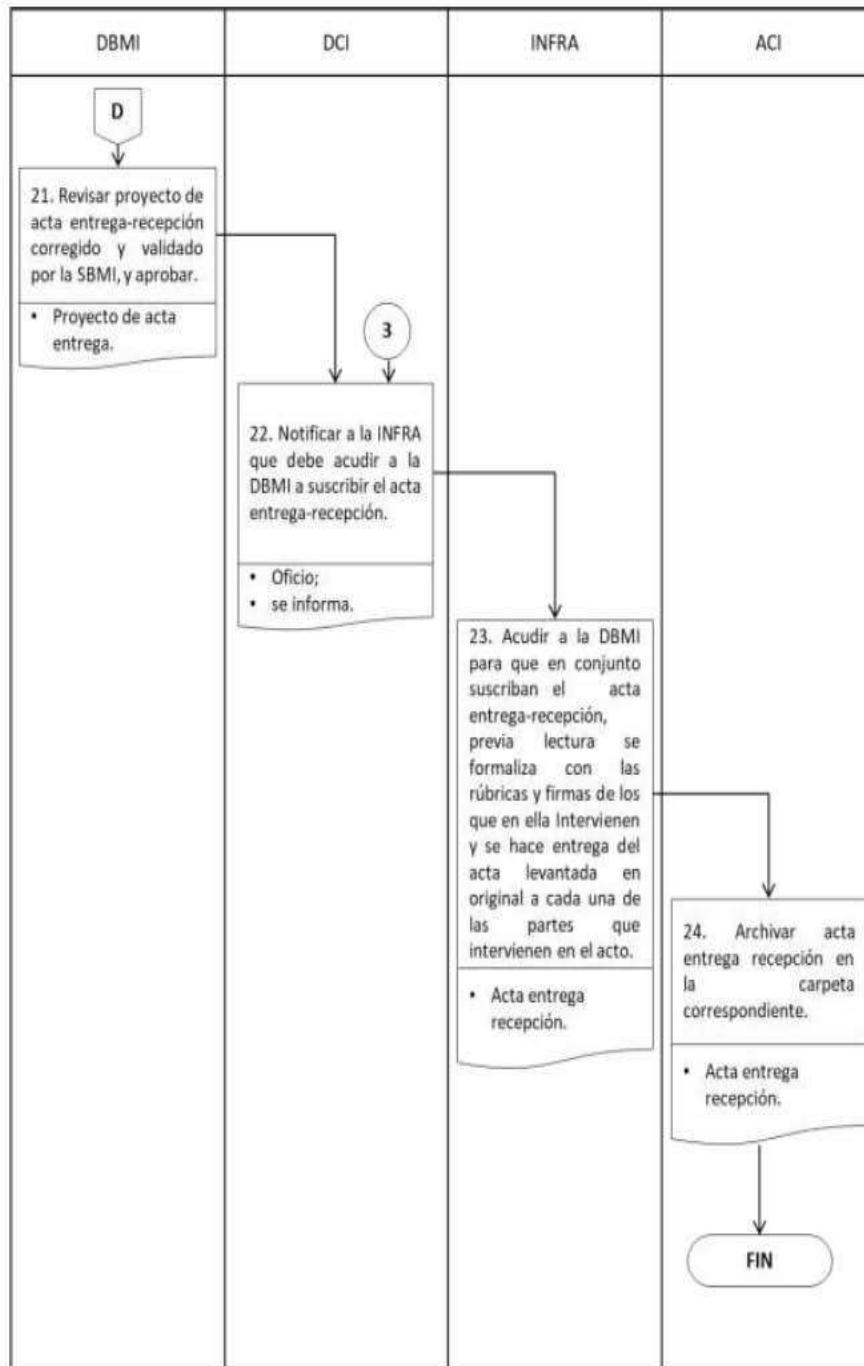 DBMI
DCI
INFRA
ACI
D
21. Revisar proyecto de
acta entrega-recepción
corregido y validado
por la SBMI, y aprobar.
• Proyecto de acta
entrega.
3
22. Notificar a la INFRA
que debe acudir a la
DBMI a suscribir el acta
entrega-recepción.
• Oficio;
• se informa.
23. Acudir a la DBMI
para que en conjunto
suscriban el acta
entrega-recepción,
previa lectura se
formaliza con las
rúbricas y firmas de los
que en ella Intervienen
y se hace entrega del
acta levantada en
original a cada una de
las partes que
intervienen en el acto.
• Acta entrega
recepción.
24. Archivar acta
entrega recepción en
la carpeta
correspondiente.
• Acta entrega
recepción.
FIN